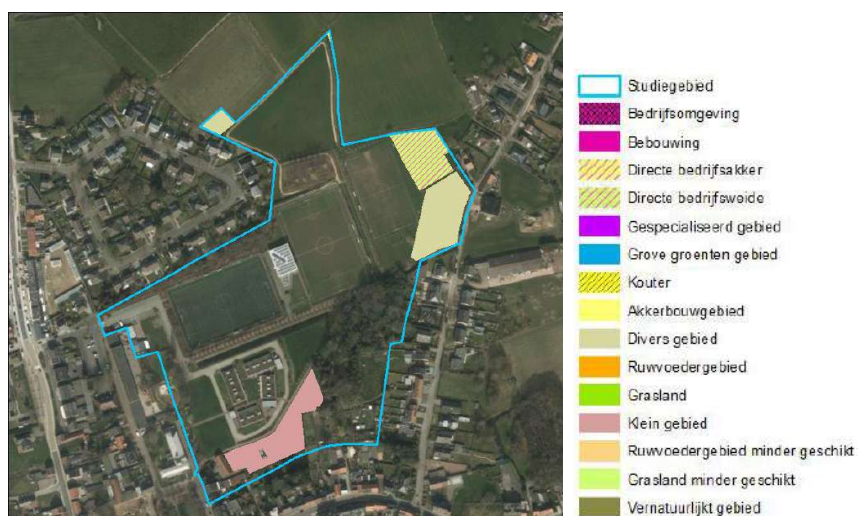 Studiegebied
Bedrijfsomgeving
Bebouwing
Directe bedrijfsakker
Directe bedrijfsweide
Gespecialiseerd gebied
Grove groenten gebied
Kouter
Akkerbouwgebied
Divers gebied
Ruwvoedergebied
Grasland
Klein gebied
Ruwvoedergebied minder geschikt
Grasland minder geschikt
Vernatuurlijkt gebied